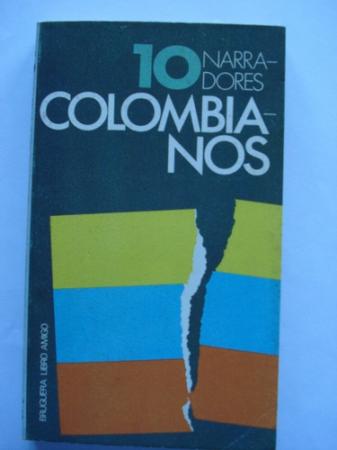 10 NARRA-
DORES
COLOMBIA-
NOS
BRUGUERA LIBRO AMIGO